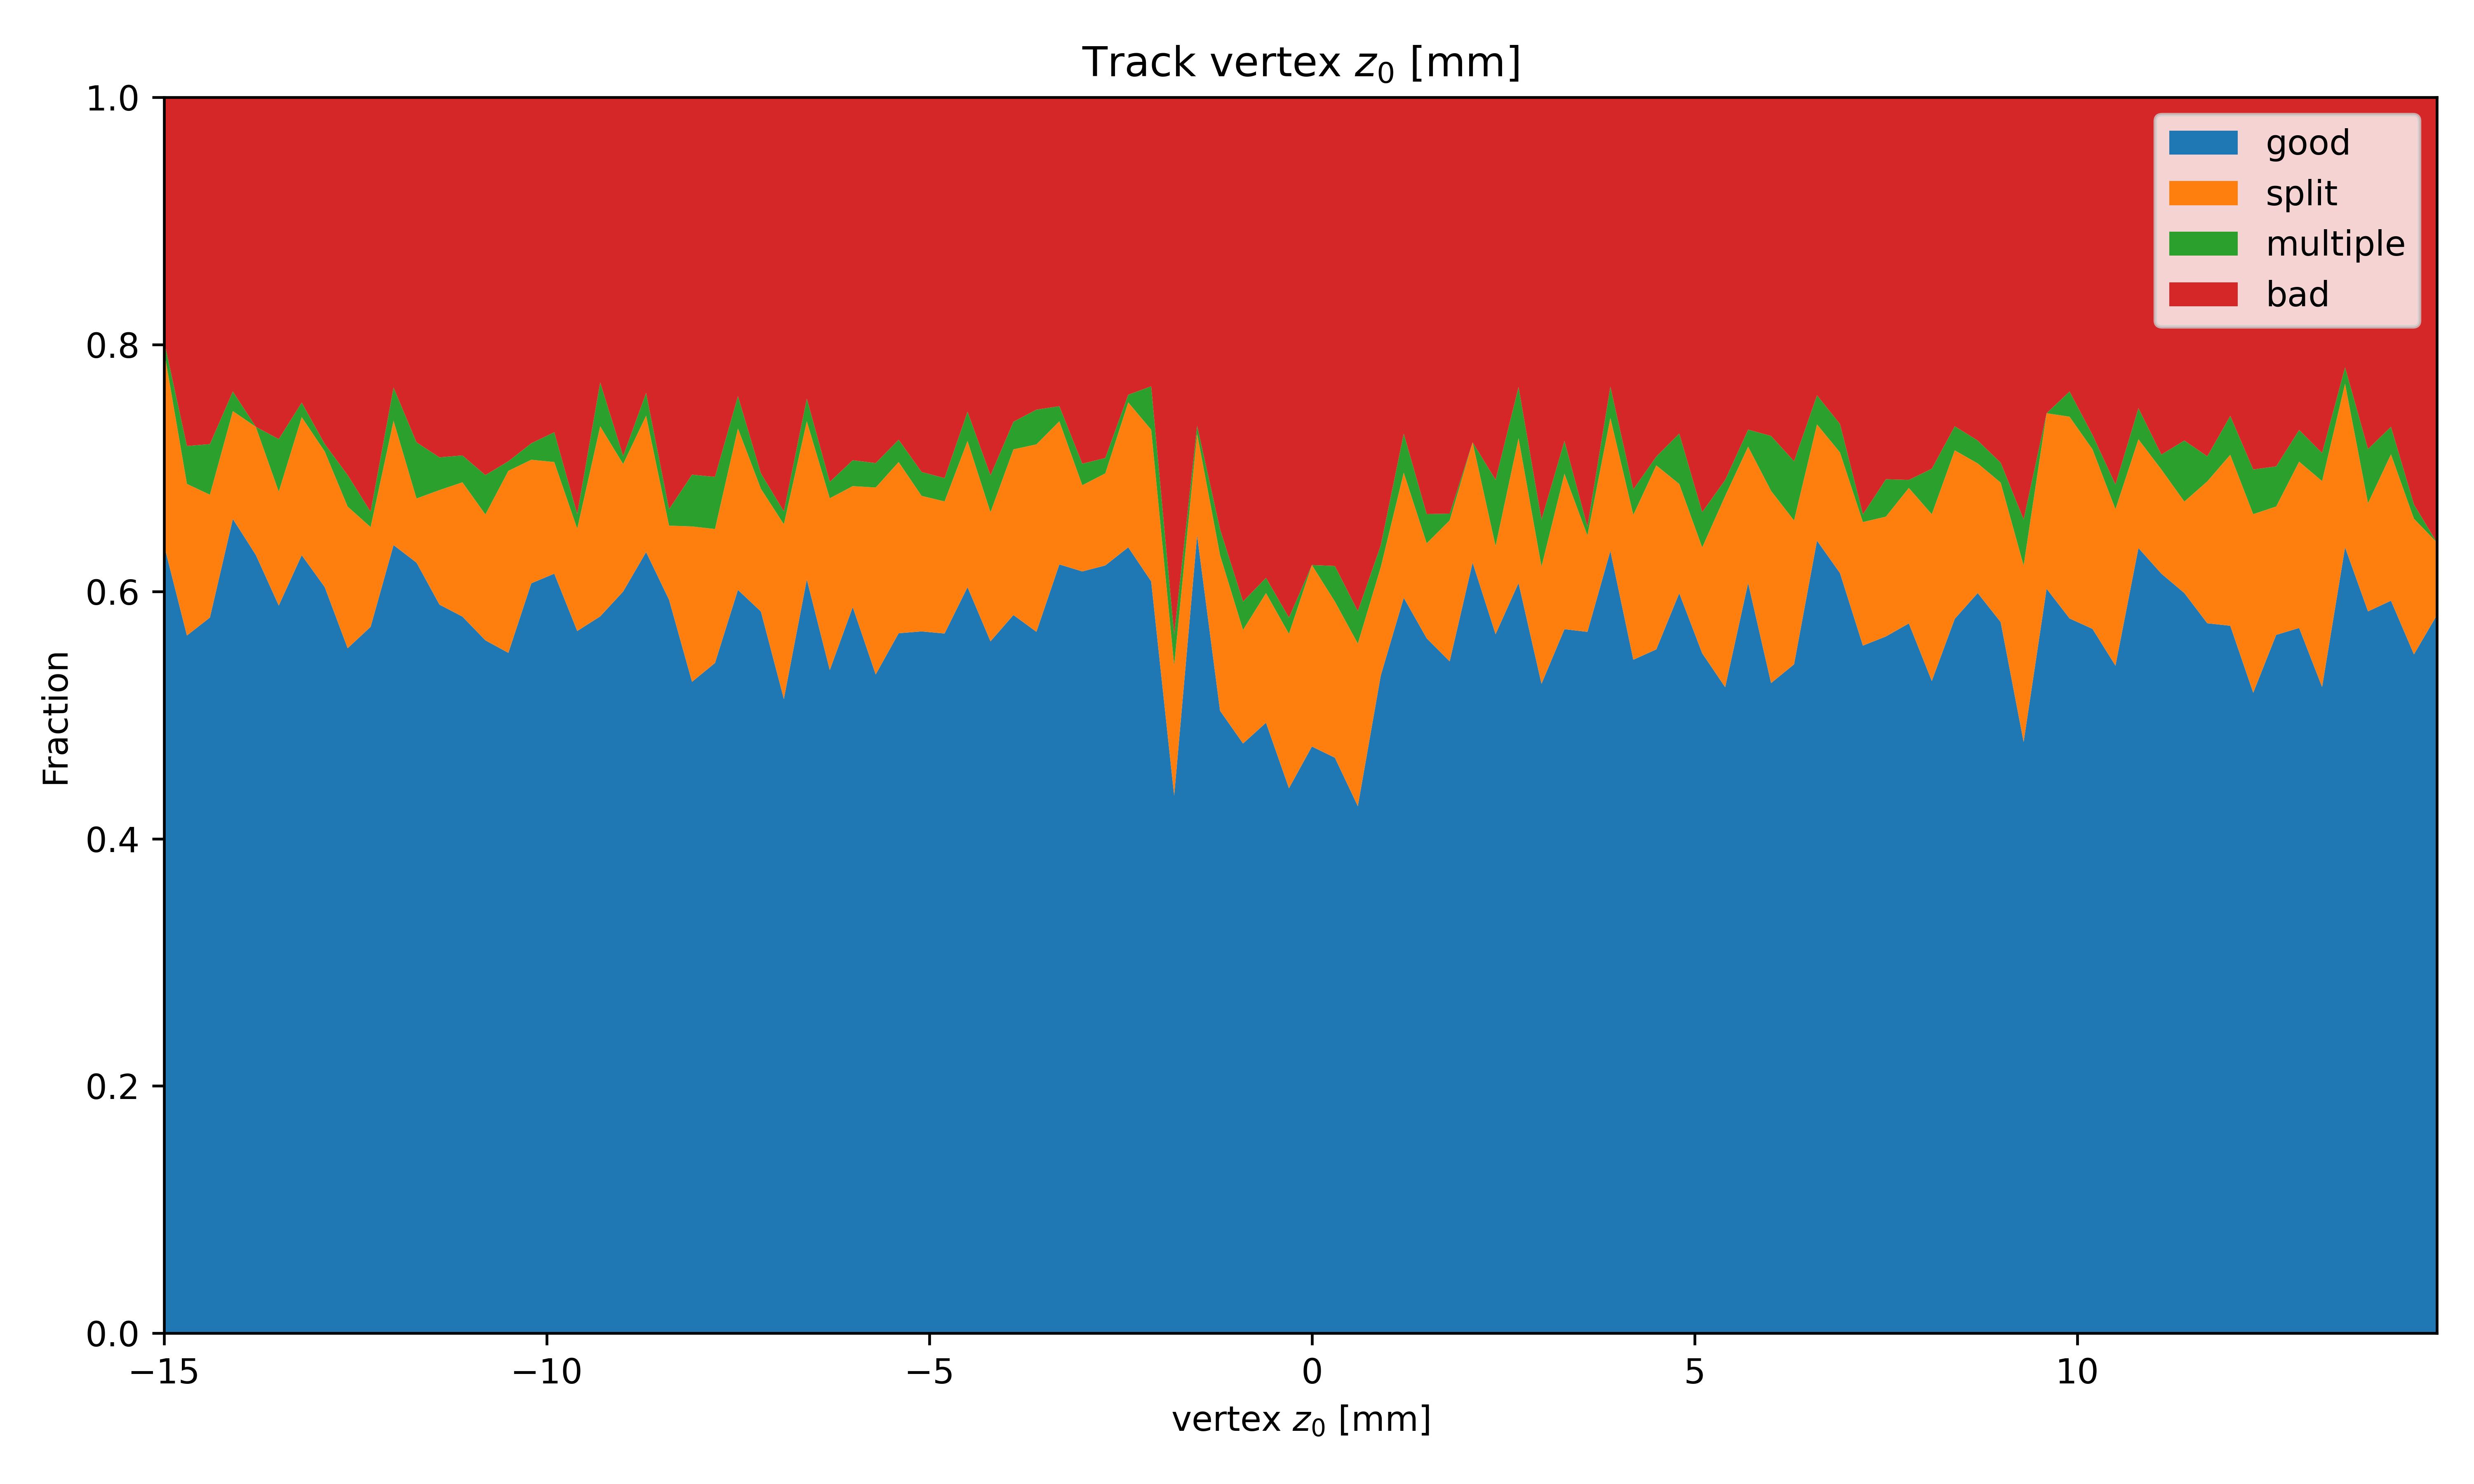 Track vertex z₀ [mm]
1.0
0.8
0.6
0.4
0.2
0.0
Fraction
good
split
multiple
bad
−15 −10 −5 0 5 10
vertex z₀ [mm]